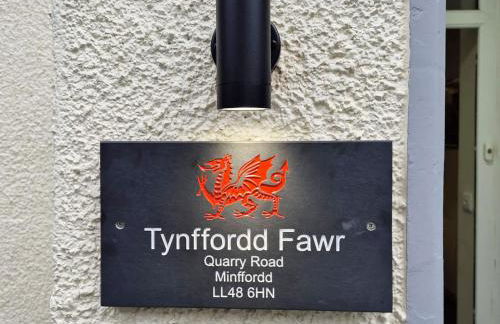 Tynffordd Fawr
Quarry Road
Minffordd
LL48 6HN